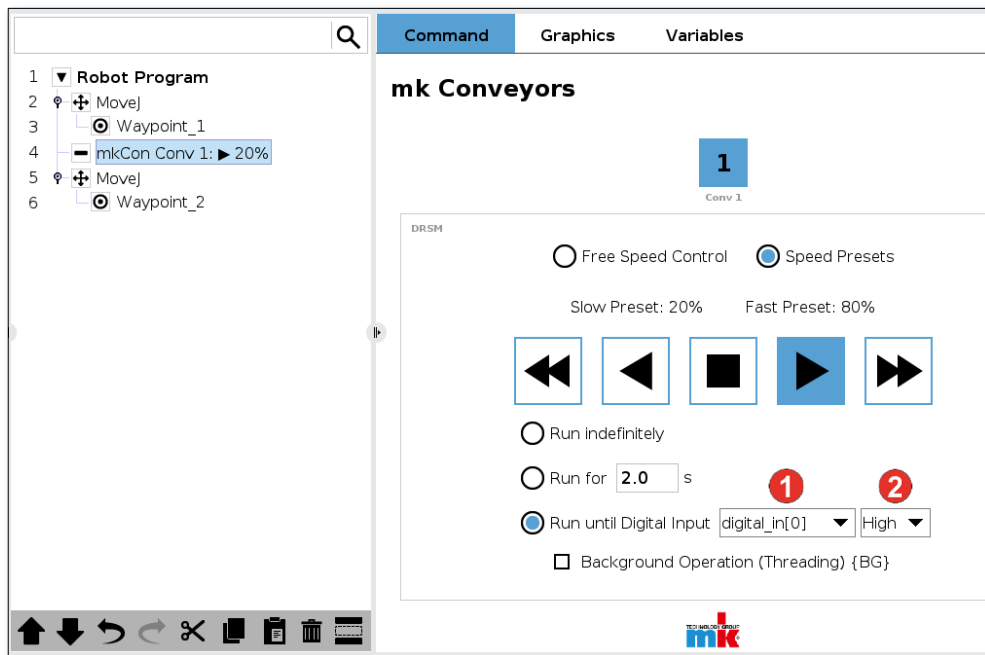 Command Graphics Variables
1 Robot Program
2 MoveJ
3 Waypoint_1
4 mkCon Conv 1: ▶ 20%
5 MoveJ
6 Waypoint_2
mk Conveyors
1
Conv 1
DRSM
Free Speed Control Speed Presets
Slow Preset: 20% Fast Preset: 80%
Run indefinitely
Run for 2.0 s
1 2
Run until Digital Input digital_in[0] High
Background Operation (Threading) {BG}
TECHNOLOGY GROUP
mk